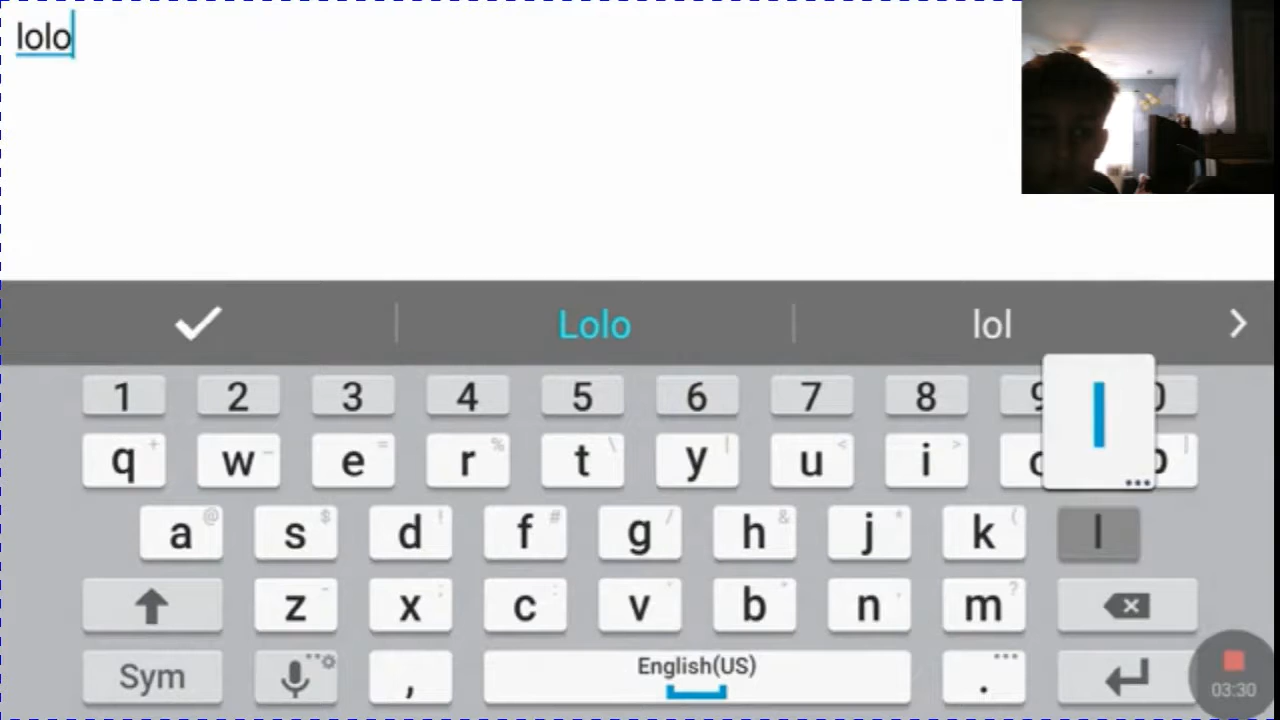 lolo
Lolo lol
1 2 3 4 5 6 7 8 9 0
q + w - e = r % t \ y | u < i > o p ]
l
a @ s $ d ! f # g / h & j * k ( l
z x : c ; v b n m ?
Sym , English(US) .
03:30